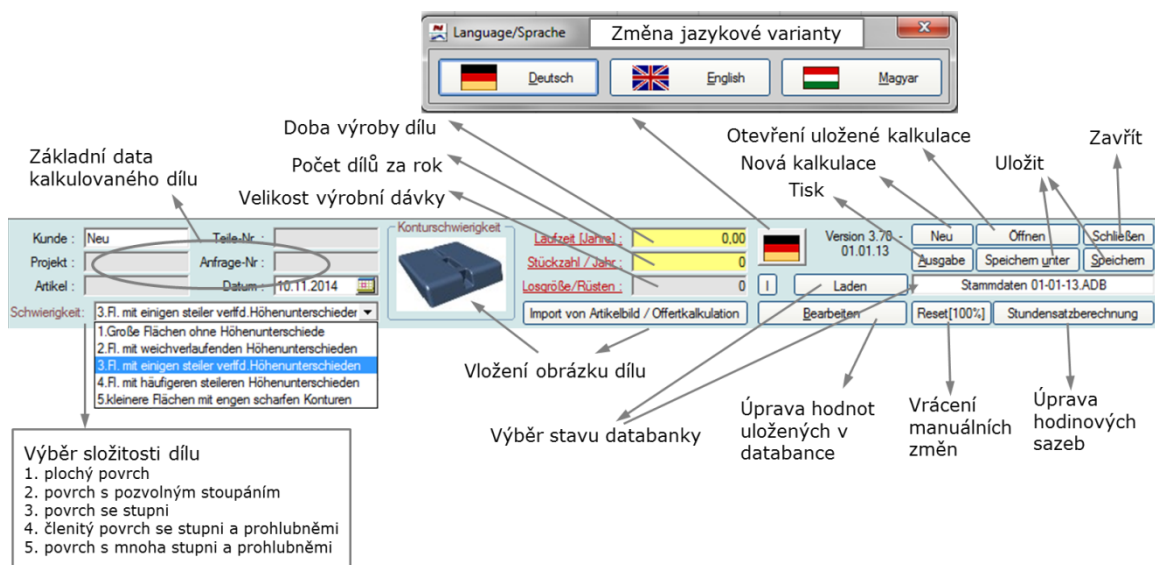 Language/Sprache
Změna jazykové varianty
Deutsch English Magyar
Doba výroby dílu
Počet dílů za rok
Velikost výrobní dávky
Základní data
kalkulovaného dílu
Otevření uložené kalkulace
Nová kalkulace
Tisk
Uložit
Zavřít
Kunde : Neu Teile-Nr. :
Projekt : Anfrage-Nr :
Artikel : Datum : 10.11.2014
Schwierigkeit: 3.Fl. mit einigen steiler verffd.Höhenunterschieder
1.Große Flächen ohne Höhenunterschiede
2.Fl. mit weichverlaufenden Höhenunterschieden
3.Fl. mit einigen steiler verffd.Höhenunterschieden
4.Fl. mit häufigeren steileren Höhenunterschieden
5.kleinere Flächen mit engen scharfen Konturen
Konturschwierigkeit
Laufzeit [Jahre] : 0,00
Stückzahl / Jahr : 0
Losgröße/Rüsten : 0
Import von Artikelbild / Offertkalkulation
Version 3.70 -
01.01.13
Neu Öffnen Schließen
Ausgabe Speichern unter Speichern
I Laden Stammdaten 01-01-13.ADB
Bearbeiten Reset[100%] Stundensatzberechnung
Vložení obrázku dílu
Výběr stavu databanky
Úprava hodnot
uložených v
databance
Vrácení
manuálních
změn
Úprava
hodinových
sazeb
Výběr složitosti dílu
1. plochý povrch
2. povrch s pozvolným stoupáním
3. povrch se stupni
4. členitý povrch se stupni a prohlubněmi
5. povrch s mnoha stupni a prohlubněmi